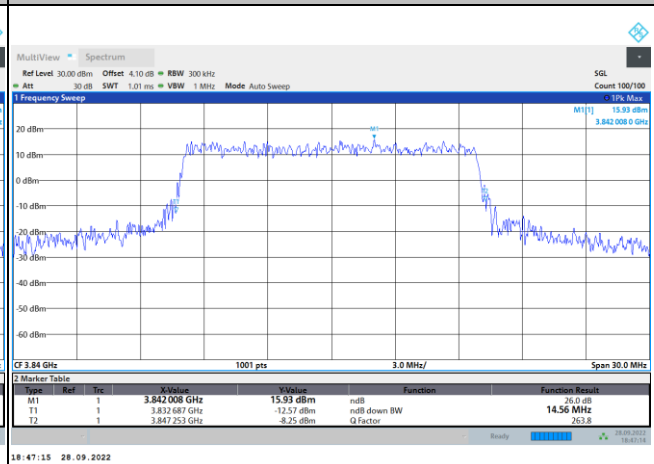 MultiView Spectrum
Ref Level 30.00 dBm Offset 4.10 dB RBW 300 kHz SGL
Att 30 dB SWT 1.01 ms VBW 1 MHz Mode Auto Sweep Count 100/100
1 Frequency Sweep 1Pk Max
M1[1] 15.93 dBm
3.842 008 0 GHz
M1
20 dBm
10 dBm
0 dBm
-10 dBm
-20 dBm
-30 dBm
-40 dBm
-50 dBm
-60 dBm
CF 3.84 GHz 1001 pts 3.0 MHz/ Span 30.0 MHz
2 Marker Table
Type Ref Trc X-Value Y-Value Function Function Result
M1 1 3.842 008 GHz 15.93 dBm ndB 26.0 dB
T1 1 3.832 687 GHz -12.57 dBm ndB down BW 14.56 MHz
T2 1 3.847 253 GHz -8.25 dBm Q Factor 263.8
Ready 28.09.2022
18:47:14
18:47:15 28.09.2022